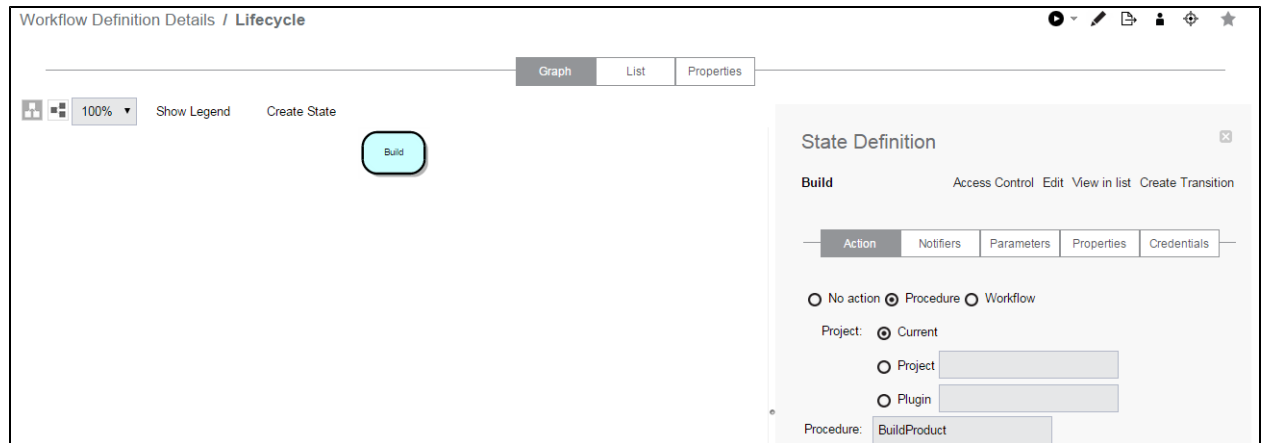 Workflow Definition Details / Lifecycle
Graph List Properties
100% Show Legend Create State
Build
State Definition
Build Access Control Edit View in list Create Transition
Action Notifiers Parameters Properties Credentials
No action Procedure Workflow
Project: Current
Project
Plugin
Procedure: BuildProduct